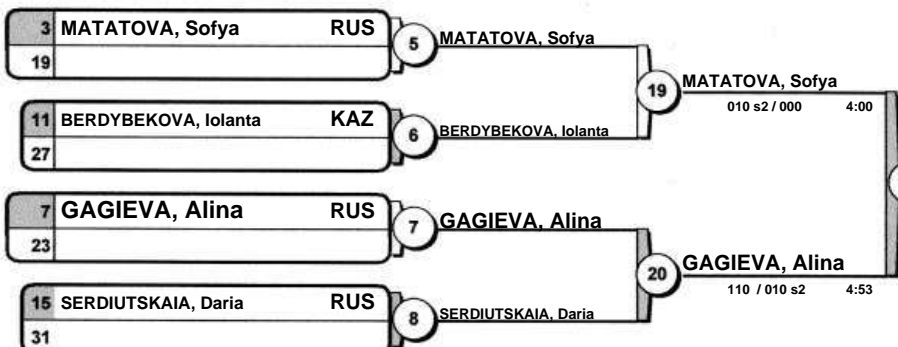 3 MATATOVA, Sofya RUS
19
5
MATATOVA, Sofya
11 BERDYBEKOVA, Iolanta KAZ
27
6
BERDYBEKOVA, Iolanta
19
MATATOVA, Sofya
010 s2 / 000 4:00
7 GAGIEVA, Alina RUS
23
7
GAGIEVA, Alina
15 SERDIUTSKAIA, Daria RUS
31
8
SERDIUTSKAIA, Daria
20
GAGIEVA, Alina
110 / 010 s2 4:53